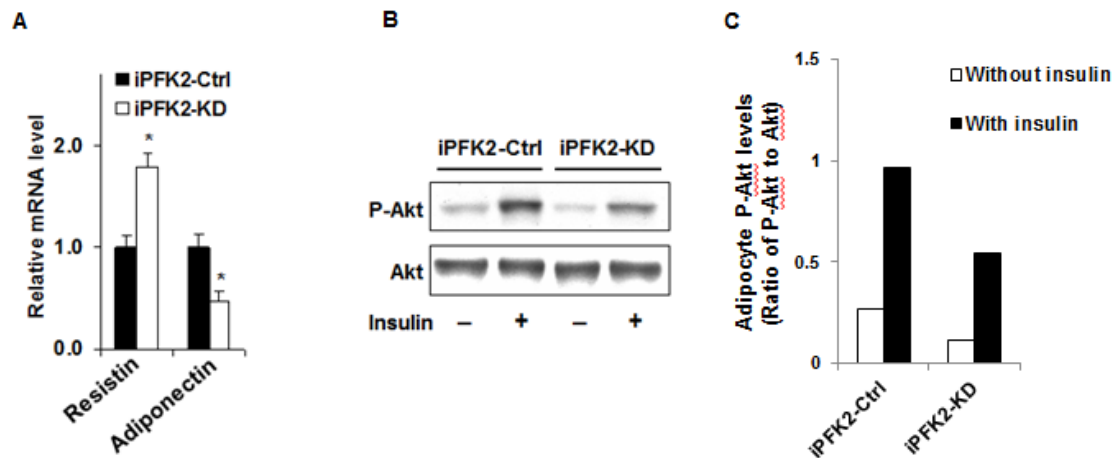 A
iPFK2-Ctrl
iPFK2-KD
Relative mRNA level
2.0
1.0
0.0
*
*
Resistin
Adiponectin
B
iPFK2-Ctrl iPFK2-KD
P-Akt
Akt
Insulin – + – +
C
Adipocyte P-Akt levels
(Ratio of P-Akt to Akt)
1.5
1
0.5
0
Without insulin
With insulin
iPFK2-Ctrl
iPFK2-KD